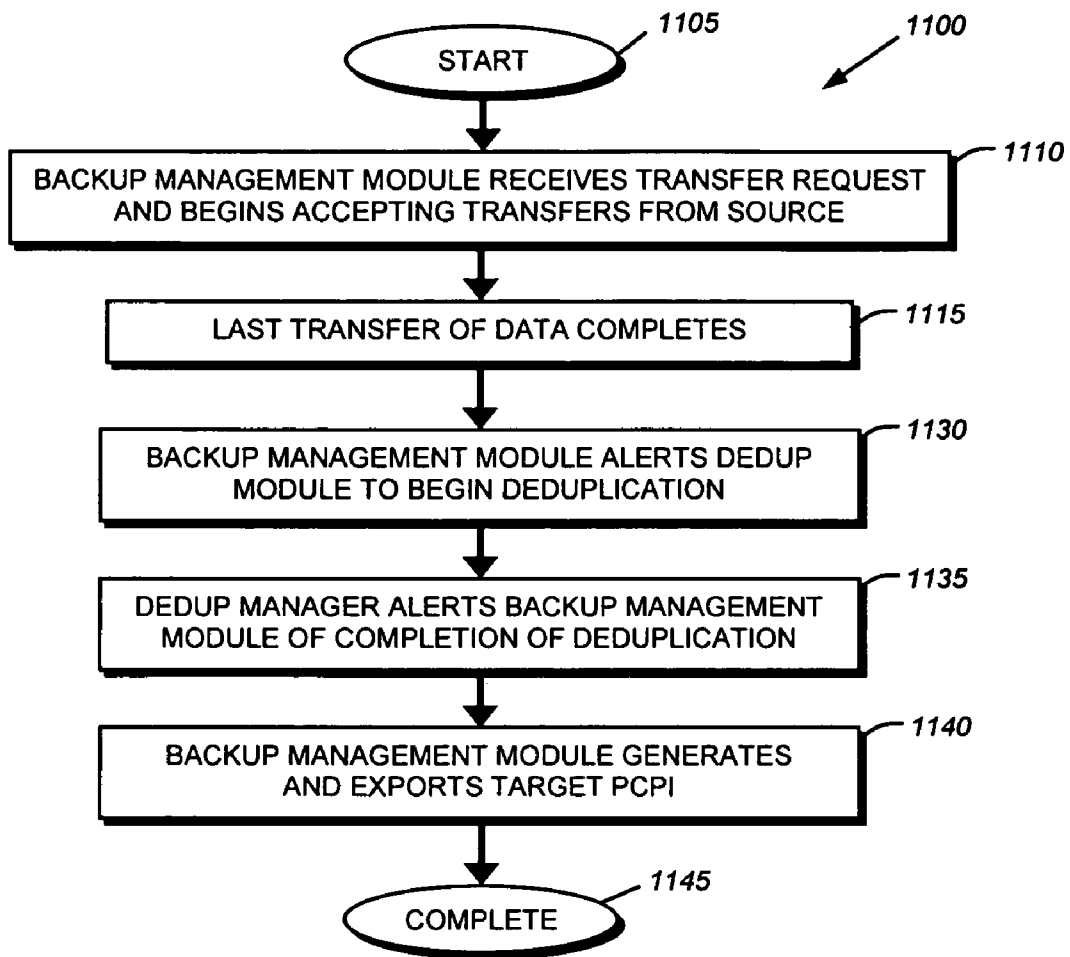 1105
1100
START
1110
BACKUP MANAGEMENT MODULE RECEIVES TRANSFER REQUEST
AND BEGINS ACCEPTING TRANSFERS FROM SOURCE
1115
LAST TRANSFER OF DATA COMPLETES
1130
BACKUP MANAGEMENT MODULE ALERTS DEDUP
MODULE TO BEGIN DEDUPLICATION
1135
DEDUP MANAGER ALERTS BACKUP MANAGEMENT
MODULE OF COMPLETION OF DEDUPLICATION
1140
BACKUP MANAGEMENT MODULE GENERATES
AND EXPORTS TARGET PCPI
1145
COMPLETE